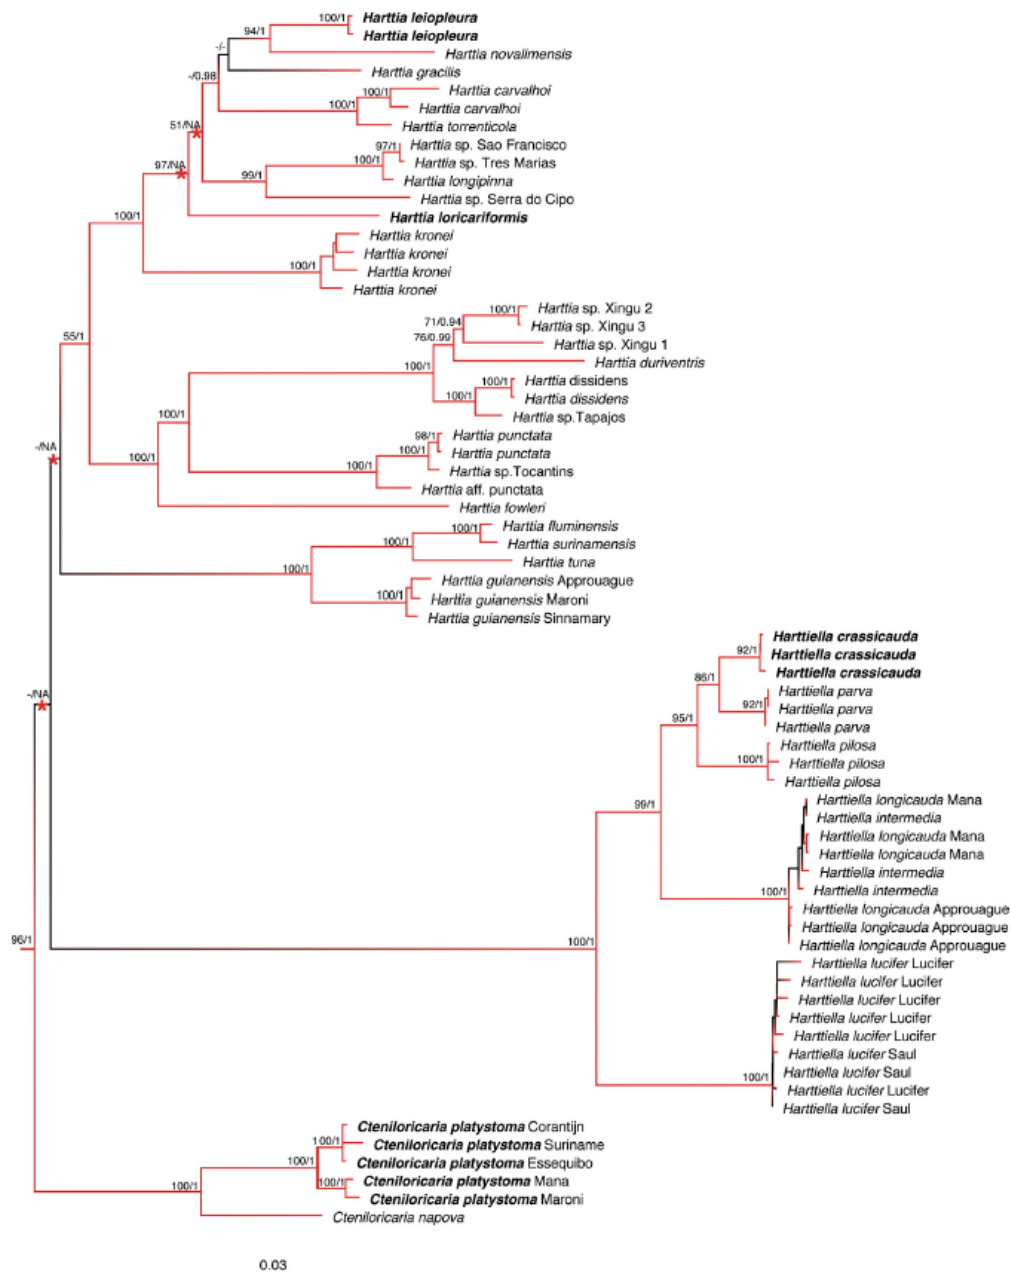 100/1 Harttia leiopleura
94/1 Harttia leiopleura
-/- Harttia novalimensis
Harttia gracilis
-/0.98
100/1 Harttia carvalhoi
100/1 Harttia carvalhoi
51/NA Harttia torrenticola
97/1 Harttia sp. Sao Francisco
97/NA 100/1 Harttia sp. Tres Marias
99/1 Harttia longipinna
Harttia sp. Serra do Cipo
100/1 Harttia loricariformis
Harttia kronei
Harttia kronei
100/1 Harttia kronei
Harttia kronei
100/1 Harttia sp. Xingu 2
71/0.94 Harttia sp. Xingu 3
55/1 76/0.99 Harttia sp. Xingu 1
100/1 Harttia duriventris
100/1 Harttia dissidens
100/1 Harttia dissidens
100/1 Harttia sp.Tapajos
98/1 Harttia punctata
-/NA 100/1 Harttia punctata
100/1 100/1 Harttia sp.Tocantins
Harttia aff. punctata
Harttia fowleri
100/1 Harttia fluminensis
100/1 Harttia surinamensis
100/1 Harttia tuna
Harttia guianensis Approuague
100/1 Harttia guianensis Maroni
Harttia guianensis Sinnamary
Harttiella crassicauda
92/1 Harttiella crassicauda
86/1 Harttiella crassicauda
-/NA Harttiella parva
92/1 Harttiella parva
95/1 Harttiella parva
Harttiella pilosa
100/1 Harttiella pilosa
Harttiella pilosa
99/1 Harttiella longicauda Mana
Harttiella intermedia
Harttiella longicauda Mana
Harttiella longicauda Mana
Harttiella intermedia
100/1 Harttiella intermedia
Harttiella longicauda Approuague
Harttiella longicauda Approuague
96/1 100/1 Harttiella longicauda Approuague
Harttiella lucifer Lucifer
Harttiella lucifer Lucifer
Harttiella lucifer Lucifer
Harttiella lucifer Lucifer
Harttiella lucifer Lucifer
Harttiella lucifer Saul
100/1 Harttiella lucifer Saul
Harttiella lucifer Lucifer
Harttiella lucifer Saul
Cteniloricaria platystoma Corantijn
100/1 Cteniloricaria platystoma Suriname
100/1 Cteniloricaria platystoma Essequibo
100/1 100/1 Cteniloricaria platystoma Mana
Cteniloricaria platystoma Maroni
Cteniloricaria napova
0.03